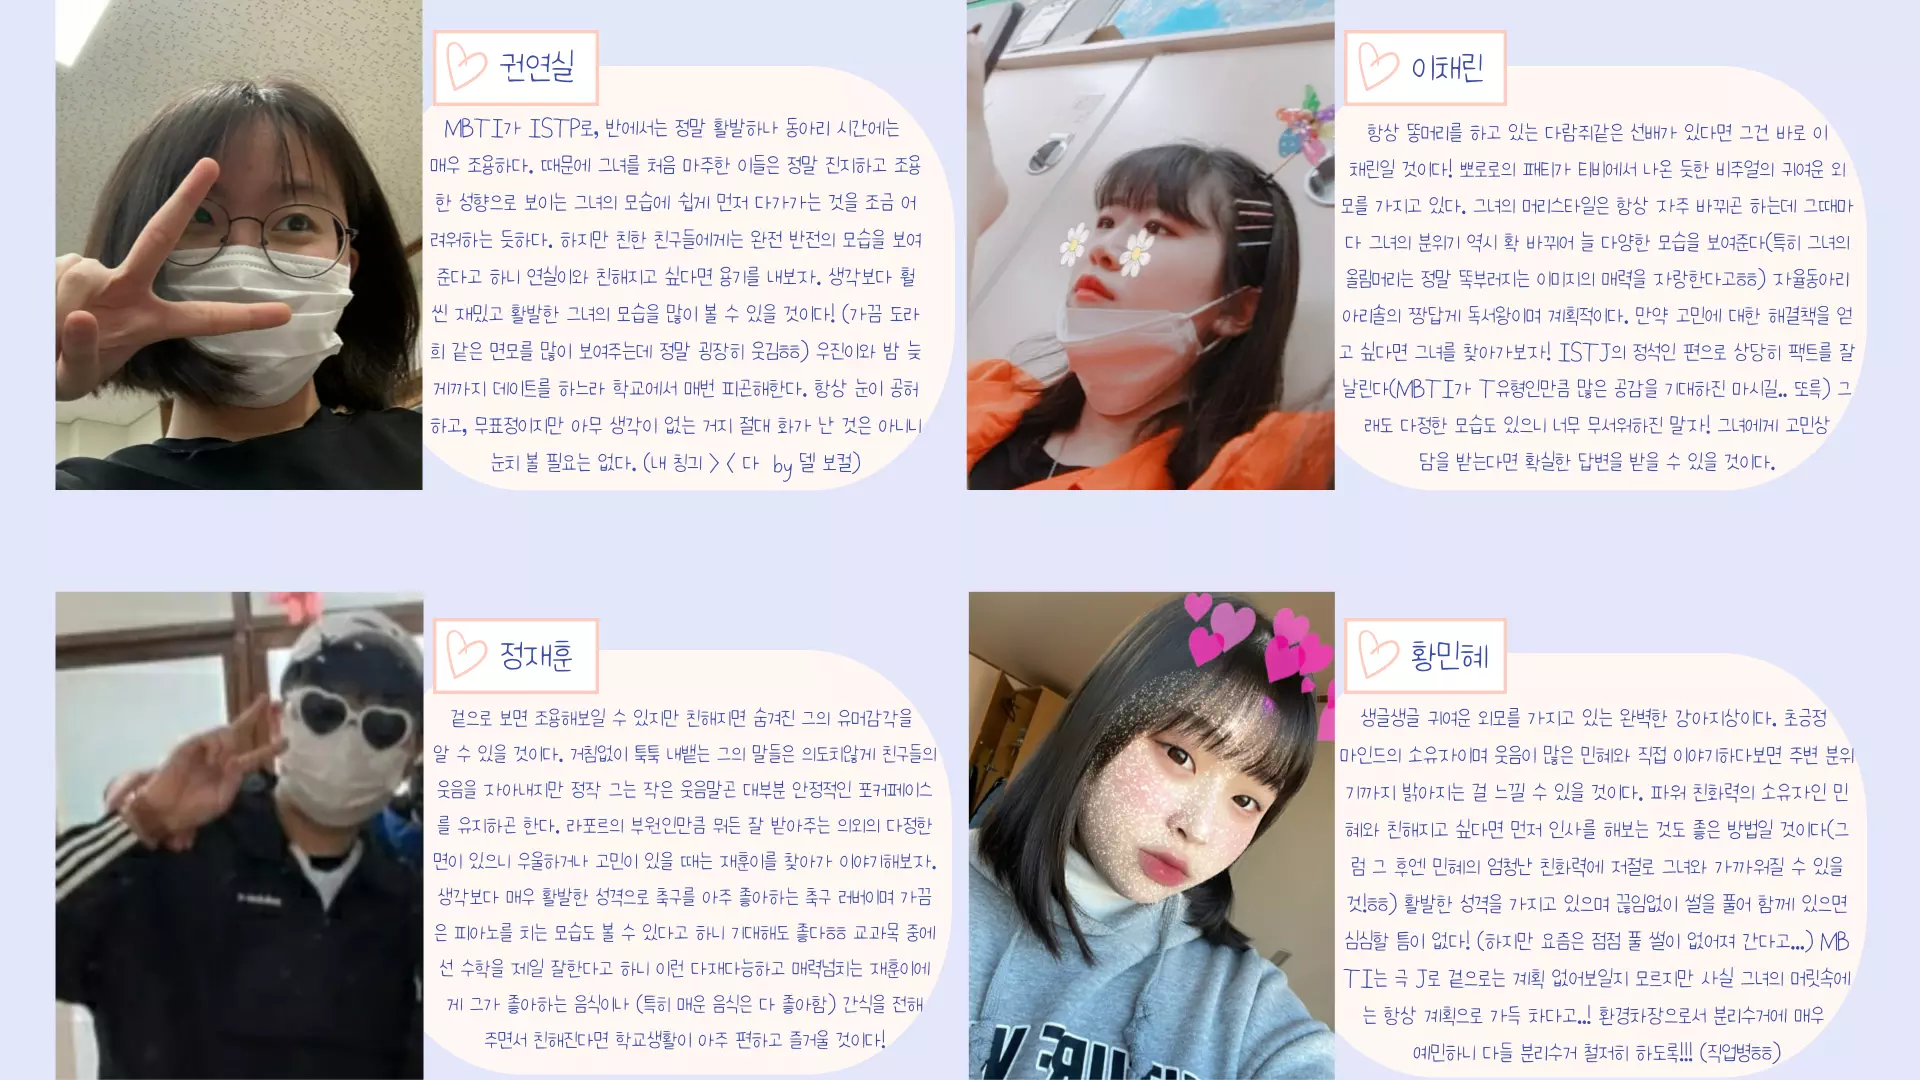 권연실
MBTI가 ISTP로, 반에서는 정말 활발하나 동아리 시간에는
매우 조용하다. 때문에 그녀를 처음 마주한 이들은 정말 진지하고 조용
한 성향으로 보이는 그녀의 모습에 쉽게 먼저 다가가는 것을 조금 어
려워하는 듯하다. 하지만 친한 친구들에게는 완전 반전의 모습을 보여
준다고 하니 연실이와 친해지고 싶다면 용기를 내보자. 생각보다 훨
씬 재밌고 활발한 그녀의 모습을 많이 볼 수 있을 것이다! (가끔 도라
희 같은 면모를 많이 보여주는데 정말 굉장히 웃김ㅎㅎ) 우진이와 밤 늦
게까지 데이트를 하느라 학교에서 매번 피곤해한다. 항상 눈이 공허
하고, 무표정이지만 아무 생각이 없는 거지 절대 화가 난 것은 아니니
눈치 볼 필요는 없다. (내 칭긔 > < 다 by 델 보컬)
이채린
항상 똥머리를 하고 있는 다람쥐같은 선배가 있다면 그건 바로 이
채린일 것이다! 뽀로로의 패티가 티비에서 나온 듯한 비주얼의 귀여운 외
모를 가지고 있다. 그녀의 머리스타일은 항상 자주 바뀌곤 하는데 그때마
다 그녀의 분위기 역시 확 바뀌어 늘 다양한 모습을 보여준다(특히 그녀의
올림머리는 정말 똑부러지는 이미지의 매력을 자랑한다고ㅎㅎ) 자율동아리
아리솔의 짱답게 독서왕이며 계획적이다. 만약 고민에 대한 해결책을 얻
고 싶다면 그녀를 찾아가보자! ISTJ의 정석인 편으로 상당히 팩트를 잘
날린다(MBTI가 T유형인만큼 많은 공감을 기대하진 마시길.. 또륵) 그
래도 다정한 모습도 있으니 너무 무서워하진 말자! 그녀에게 고민상
담을 받는다면 확실한 답변을 받을 수 있을 것이다.
정재훈
겉으로 보면 조용해보일 수 있지만 친해지면 숨겨진 그의 유머감각을
알 수 있을 것이다. 거침없이 툭툭 내뱉는 그의 말들은 의도치않게 친구들의
웃음을 자아내지만 정작 그는 작은 웃음말곤 대부분 안정적인 포커페이스
를 유지하곤 한다. 라포르의 부원인만큼 뭐든 잘 받아주는 의외의 다정한
면이 있으니 우울하거나 고민이 있을 때는 재훈이를 찾아가 이야기해보자.
생각보다 매우 활발한 성격으로 축구를 아주 좋아하는 축구 러버이며 가끔
은 피아노를 치는 모습도 볼 수 있다고 하니 기대해도 좋다ㅎㅎ 교과목 중에
선 수학을 제일 잘한다고 하니 이런 다재다능하고 매력넘치는 재훈이에
게 그가 좋아하는 음식이나 (특히 매운 음식은 다 좋아함) 간식을 전해
주면서 친해진다면 학교생활이 아주 편하고 즐거울 것이다!
황민혜
생글생글 귀여운 외모를 가지고 있는 완벽한 강아지상이다. 초긍정
마인드의 소유자이며 웃음이 많은 민혜와 직접 이야기하다보면 주변 분위
기까지 밝아지는 걸 느낄 수 있을 것이다. 파워 친화력의 소유자인 민
혜와 친해지고 싶다면 먼저 인사를 해보는 것도 좋은 방법일 것이다(그
럼 그 후엔 민혜의 엄청난 친화력에 저절로 그녀와 가까워질 수 있을
것!ㅎㅎ) 활발한 성격을 가지고 있으며 끊임없이 썰을 풀어 함께 있으면
심심할 틈이 없다! (하지만 요즘은 점점 풀 썰이 없어져 간다고...) MB
TI는 극 J로 겉으로는 계획 없어보일지 모르지만 사실 그녀의 머릿속에
는 항상 계획으로 가득 차다고..! 환경차장으로서 분리수거에 매우
예민하니 다들 분리수거 철저히 하도록!!! (직업병ㅎㅎ)